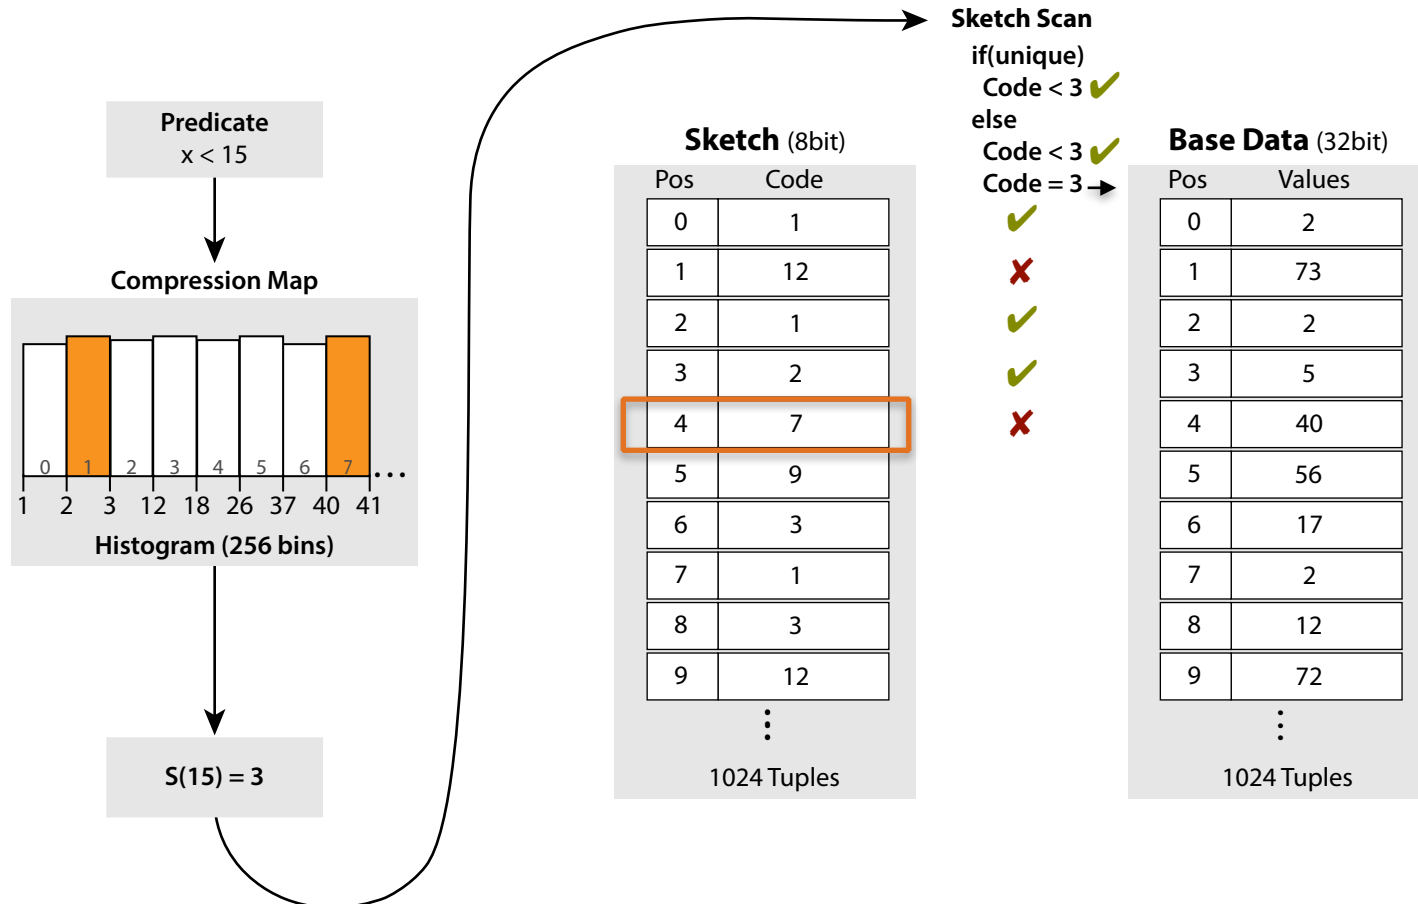 Predicate
x < 15
Compression Map
0 1 2 3 4 5 6 7 ...
1 2 3 12 18 26 37 40 41
Histogram (256 bins)
S(15) = 3
Sketch (8bit)
Pos Code
0 1
1 12
2 1
3 2
4 7
5 9
6 3
7 1
8 3
9 12
⋮
1024 Tuples
Sketch Scan
if(unique)
Code < 3 ✔
else
Code < 3 ✔
Code = 3 →
✔
✘
✔
✔
✘
Base Data (32bit)
Pos Values
0 2
1 73
2 2
3 5
4 40
5 56
6 17
7 2
8 12
9 72
⋮
1024 Tuples